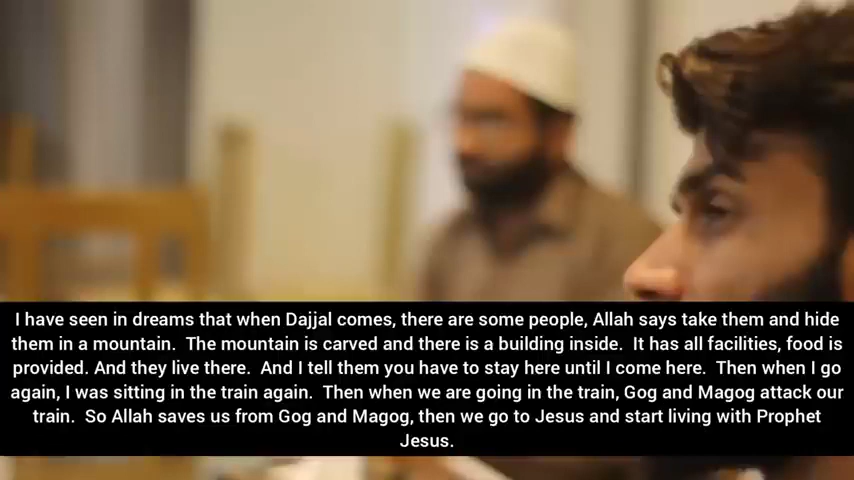 I have seen in dreams that when Dajjal comes, there are some people, Allah says take them and hide
them in a mountain.  The mountain is carved and there is a building inside.  It has all facilities, food is
provided. And they live there.  And I tell them you have to stay here until I come here.  Then when I go
again, I was sitting in the train again.  Then when we are going in the train, Gog and Magog attack our
train.  So Allah saves us from Gog and Magog, then we go to Jesus and start living with Prophet
Jesus.